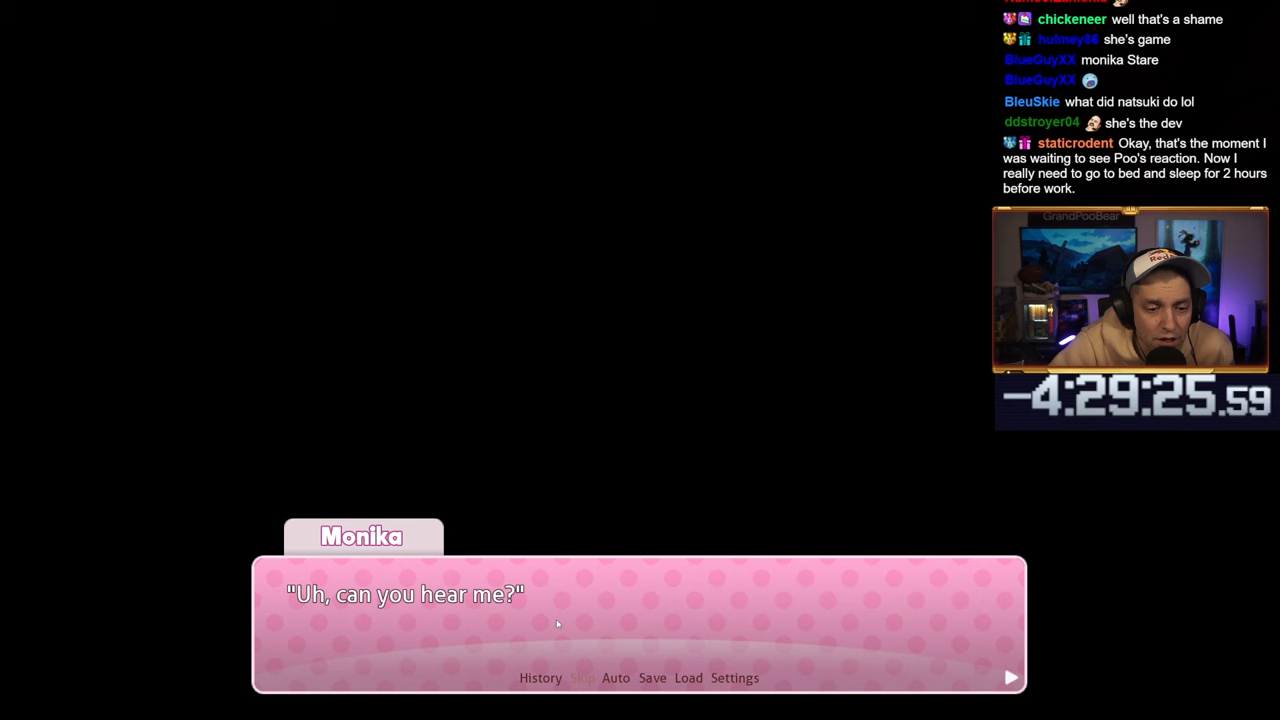 chickeneer well that's a shame
hulmey86 she's game
BlueGuyXX monika Stare
BlueGuyXX
BleuSkie what did natsuki do lol
ddstroyer04 she's the dev
staticrodent Okay, that's the moment I
was waiting to see Poo's reaction. Now I
really need to go to bed and sleep for 2 hours
before work.
GrandPooBear
Red
-4:29:25.59
Monika
"Uh, can you hear me?"
History Skip Auto Save Load Settings